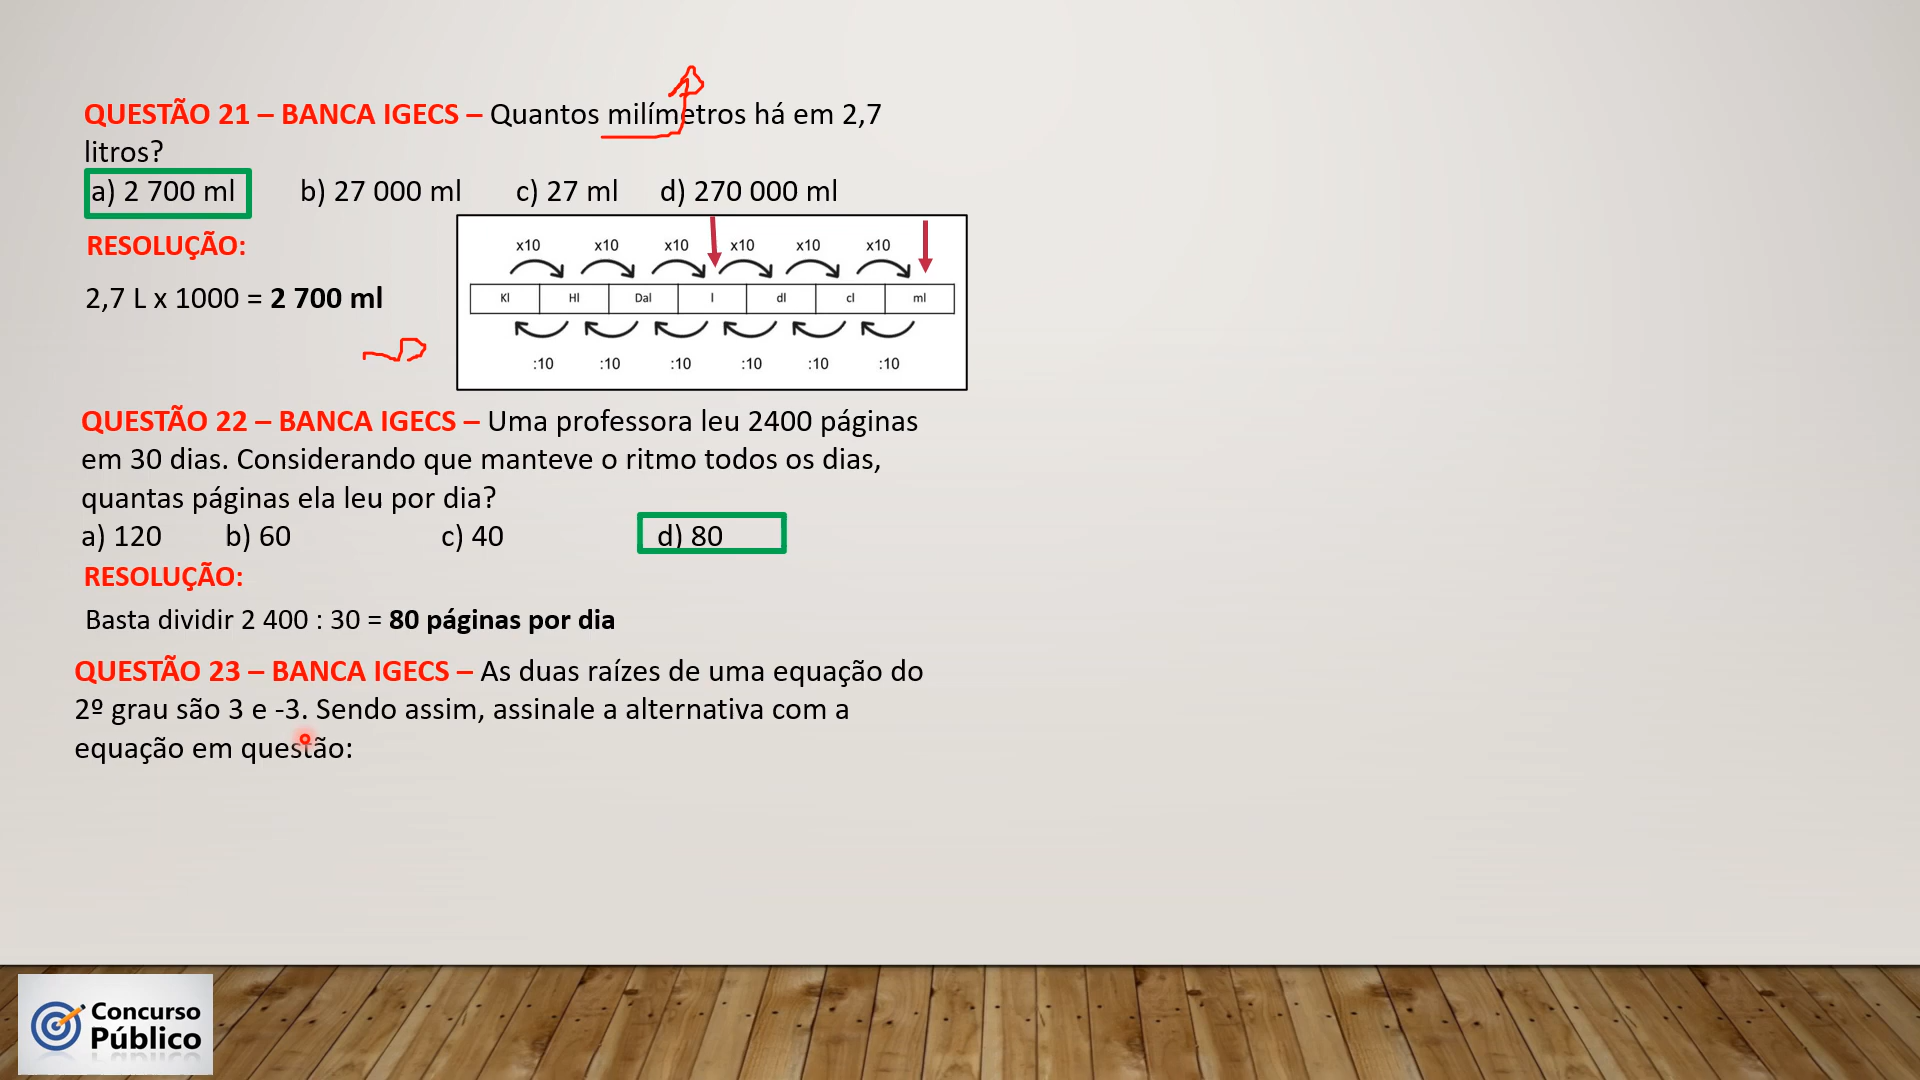 QUESTÃO 21 – BANCA IGECS – Quantos milímetros há em 2,7
litros?
a) 2 700 ml b) 27 000 ml c) 27 ml d) 270 000 ml
RESOLUÇÃO:
2,7 L x 1000 = 2 700 ml
x10 x10 x10 x10 x10 x10
Kl Hl Dal l dl cl ml
:10 :10 :10 :10 :10 :10
QUESTÃO 22 – BANCA IGECS – Uma professora leu 2400 páginas
em 30 dias. Considerando que manteve o ritmo todos os dias,
quantas páginas ela leu por dia?
a) 120 b) 60 c) 40 d) 80
RESOLUÇÃO:
Basta dividir 2 400 : 30 = 80 páginas por dia
QUESTÃO 23 – BANCA IGECS – As duas raízes de uma equação do
2º grau são 3 e -3. Sendo assim, assinale a alternativa com a
equação em questão:
Concurso
Público